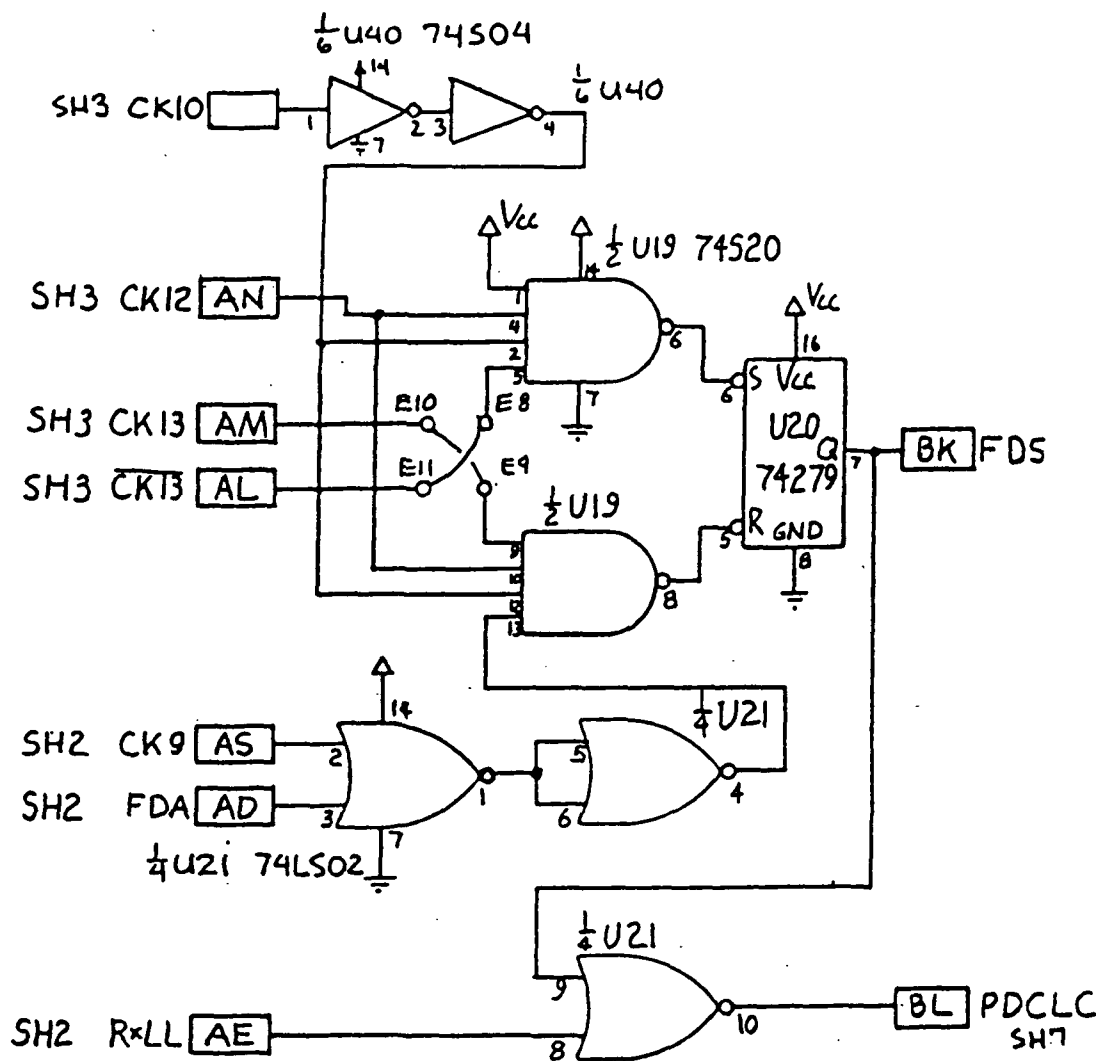 1/6 U40 74S04
14
1/6 U40
SH3 CK10
1
2
3
4
7
Vcc
1/2 U19 74S20
14
SH3 CK12 AN
1
4
2
5
6
7
Vcc
16
6
S
Vcc
U20
Q
7
74279
R
GND
5
8
BK FDS
SH3 CK13 AM
E10
E8
SH3 C̅K̅1̅3̅ AL
E11
E9
1/2 U19
9
10
12
13
8
14
1/4 U21
SH2 CK9 AS
2
1
5
4
SH2 FDA AD
3
6
7
1/4 U21 74LS02
1/4 U21
9
10
BL PDCLC
SH7
SH2 R×LL AE
8